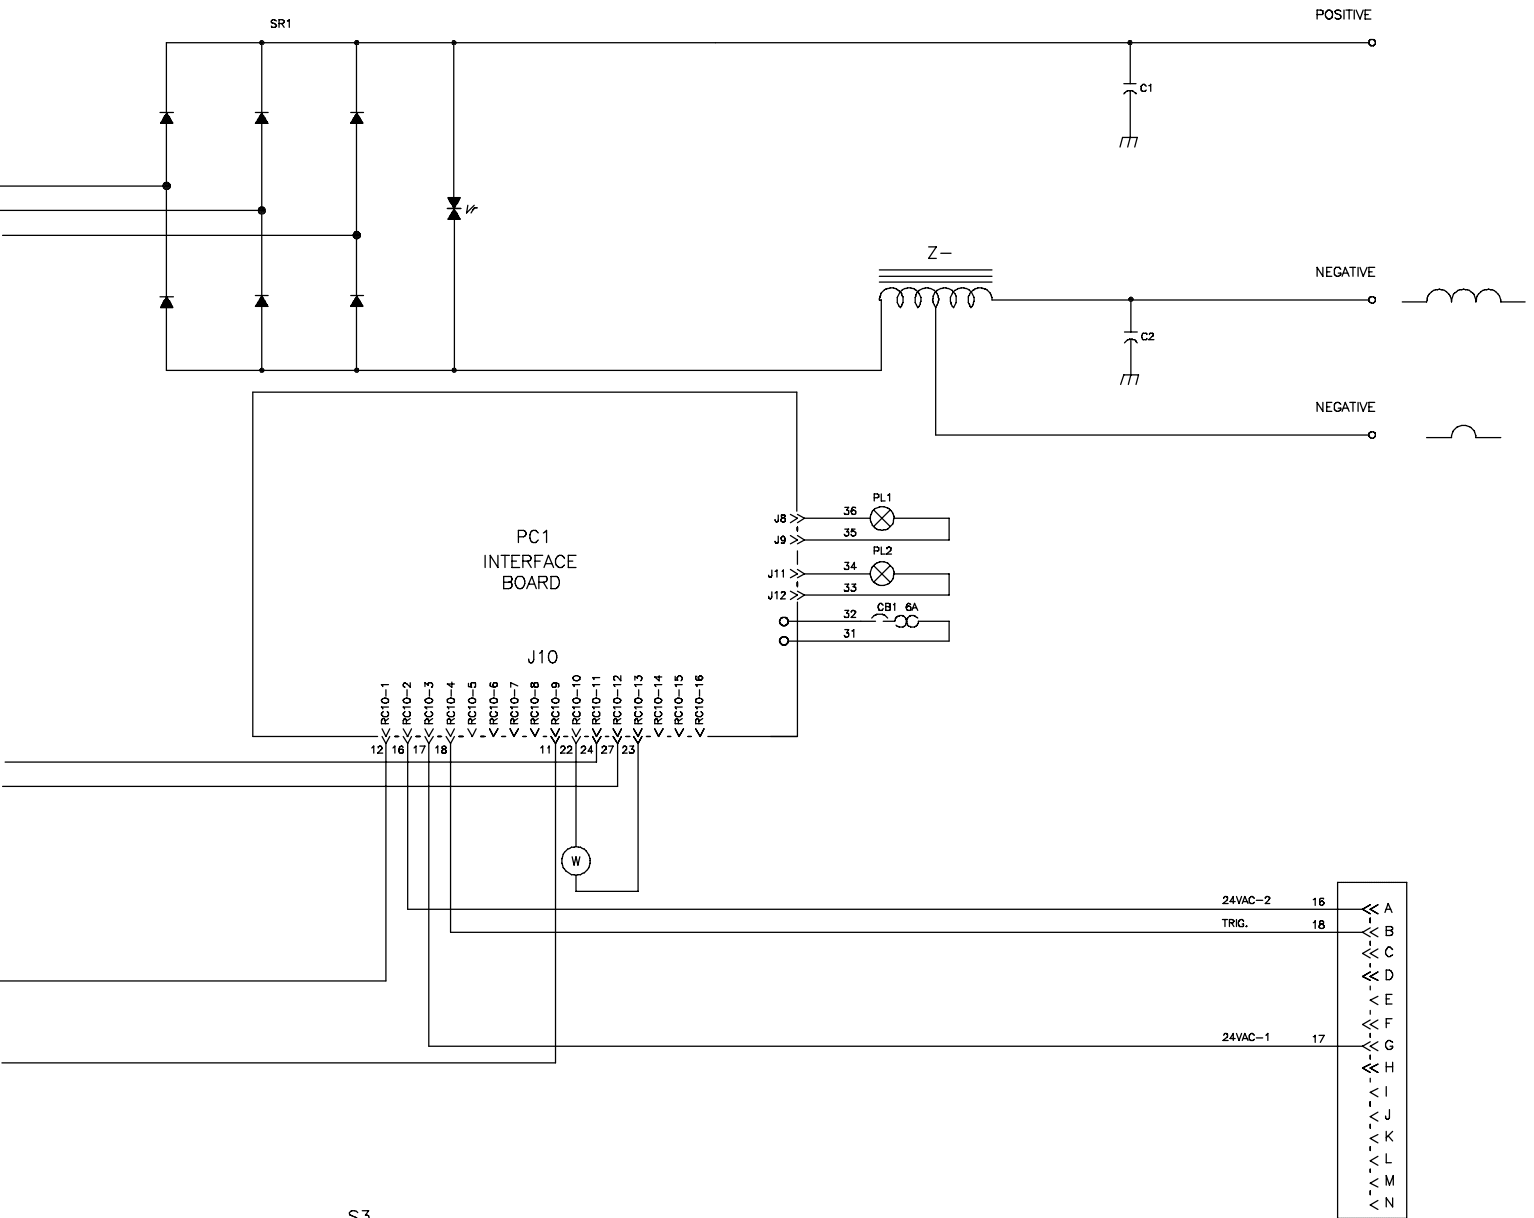 POSITIVE
SR1
C1
Vr
Z-
NEGATIVE
C2
NEGATIVE
PL1
36
J8
35
J9
PC1
INTERFACE
BOARD
PL2
34
J11
33
J12
CB1 6A
32
31
J10
RC10-1
RC10-2
RC10-3
RC10-4
RC10-5
RC10-6
RC10-7
RC10-8
RC10-9
RC10-10
RC10-11
RC10-12
RC10-13
RC10-14
RC10-15
RC10-16
12 16 17 18 11 22 24 27 23
W
24VAC-2 16 A
TRIG. 18 B
C
D
E
F
24VAC-1 17 G
H
I
J
K
L
M
N
S3